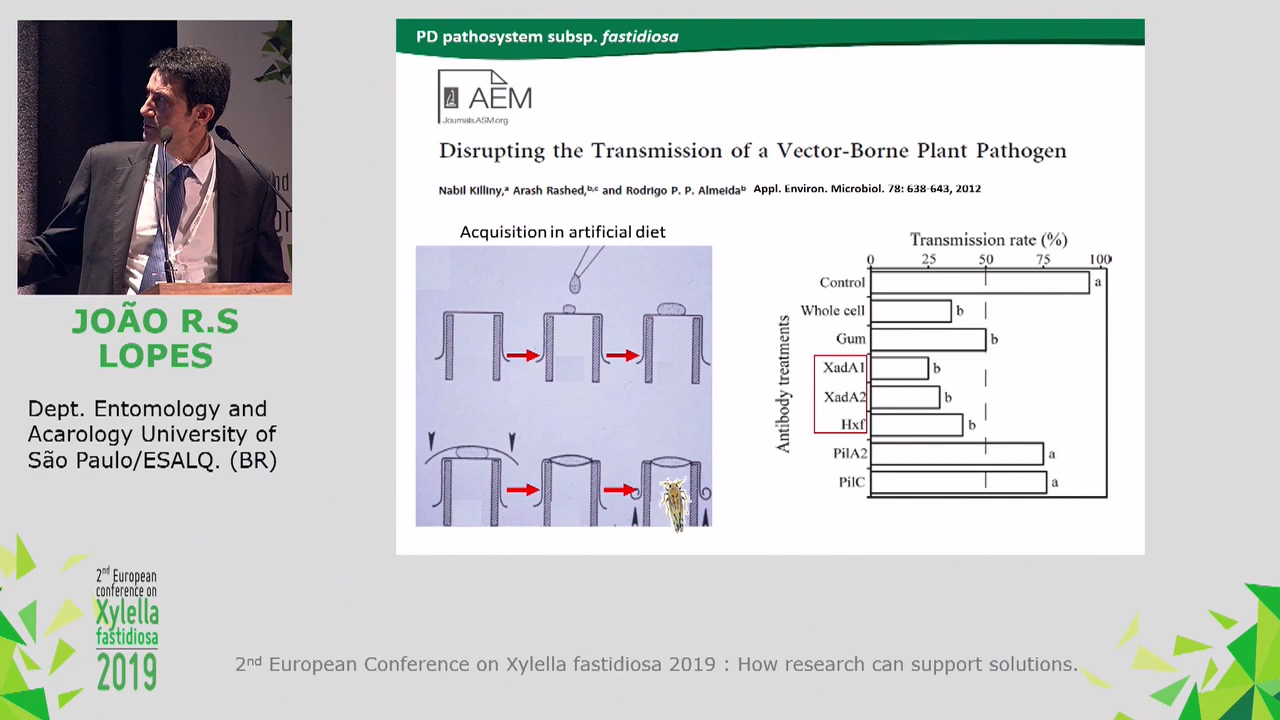 PD pathosystem subsp. fastidiosa
AEM
Journals.ASM.org
Disrupting the Transmission of a Vector-Borne Plant Pathogen
Nabil Killiny,ᵃ Arash Rashed,ᵇ,ᶜ and Rodrigo P. P. Almeidaᵇ Appl. Environ. Microbiol. 78: 638-643, 2012
Acquisition in artificial diet
Transmission rate (%)
0 25 50 75 100
Antibody treatments
Control a
Whole cell b
Gum b
XadA1 b
XadA2 b
Hxf b
PilA2 a
PilC a
JOÃO R.S
LOPES
Dept. Entomology and
Acarology University of
São Paulo/ESALQ. (BR)
2nd European
conference on
Xylella
fastidiosa
2019
2nd European Conference on Xylella fastidiosa 2019 : How research can support solutions.